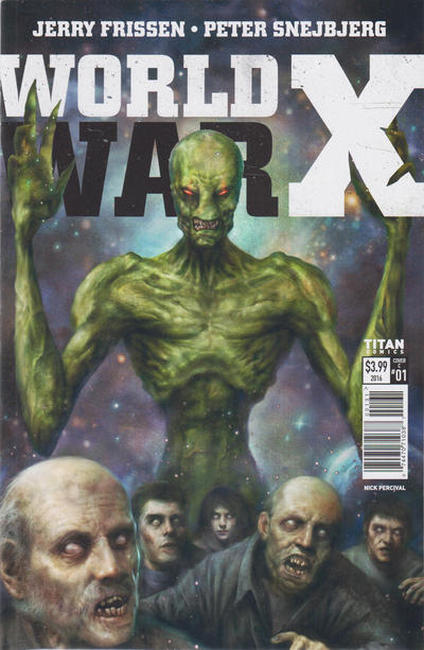 JERRY FRISSEN • PETER SNEJBJERG
WORLD
WAR X
TITAN
COMICS
$3.99
2016
COVER
C
#01
NICK PERCIVAL